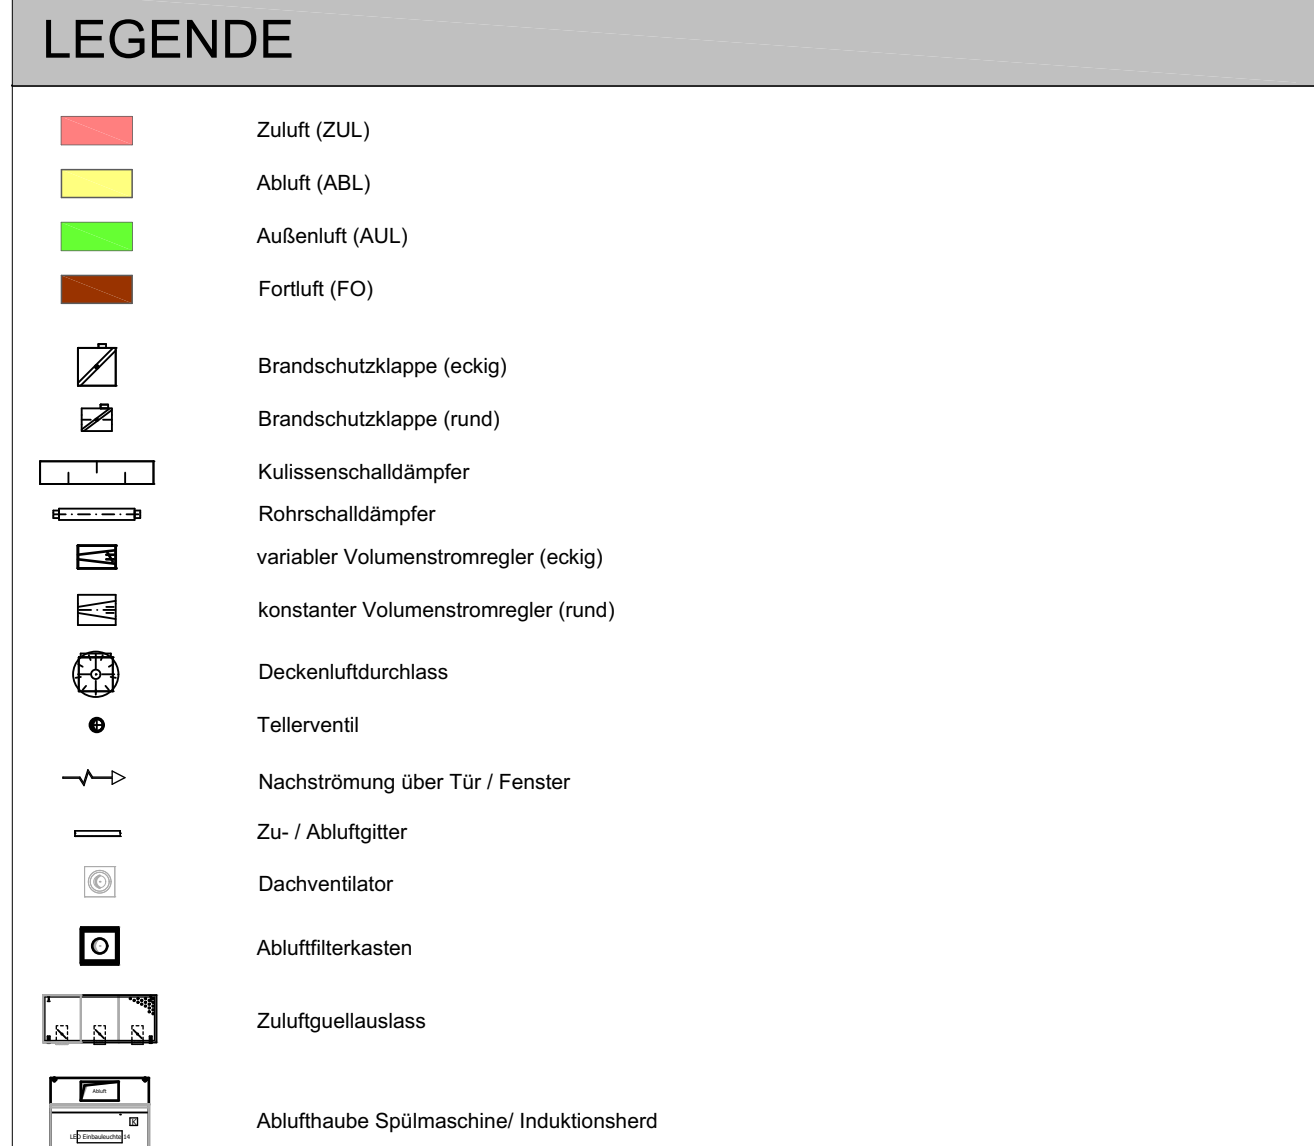 LEGENDE
Zuluft (ZUL)
Abluft (ABL)
Außenluft (AUL)
Fortluft (FO)
Brandschutzklappe (eckig)
Brandschutzklappe (rund)
Kulissenschalldämpfer
Rohrschalldämpfer
variabler Volumenstromregler (eckig)
konstanter Volumenstromregler (rund)
Deckenluftdurchlass
Tellerventil
Nachströmung über Tür / Fenster
Zu- / Abluftgitter
Dachventilator
Abluftfilterkasten
Zuluftguellauslass
Abluft
K
LED Einbauleuchte 14
Ablufthaube Spülmaschine/ Induktionsherd